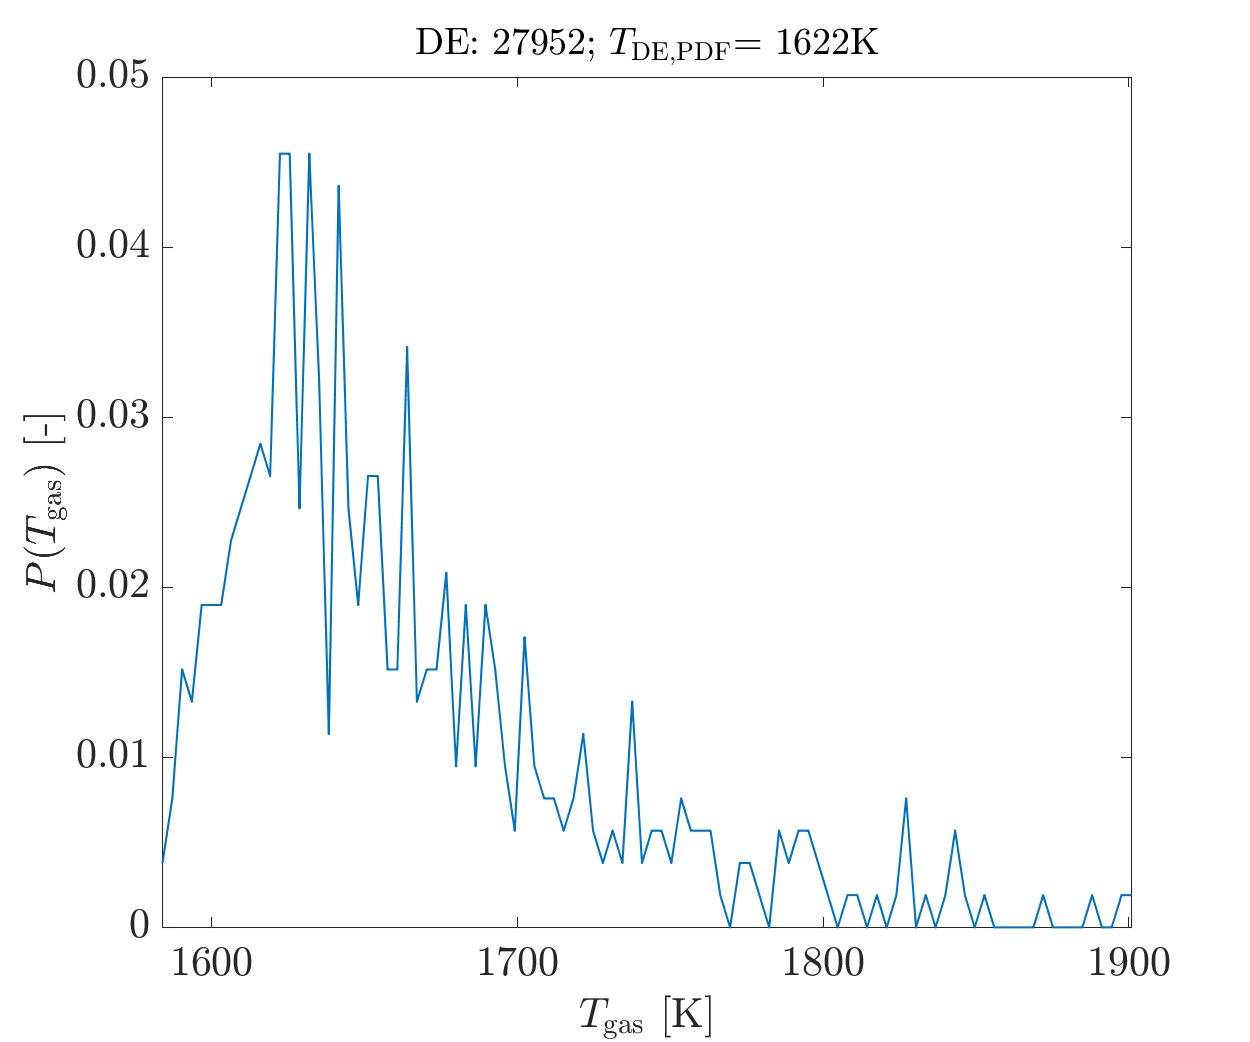 DE: 27952; T_DE,PDF= 1622K
0.05
0.04
0.03
0.02
0.01
0
P(T_gas) [-]
1600 1700 1800 1900
T_gas [K]